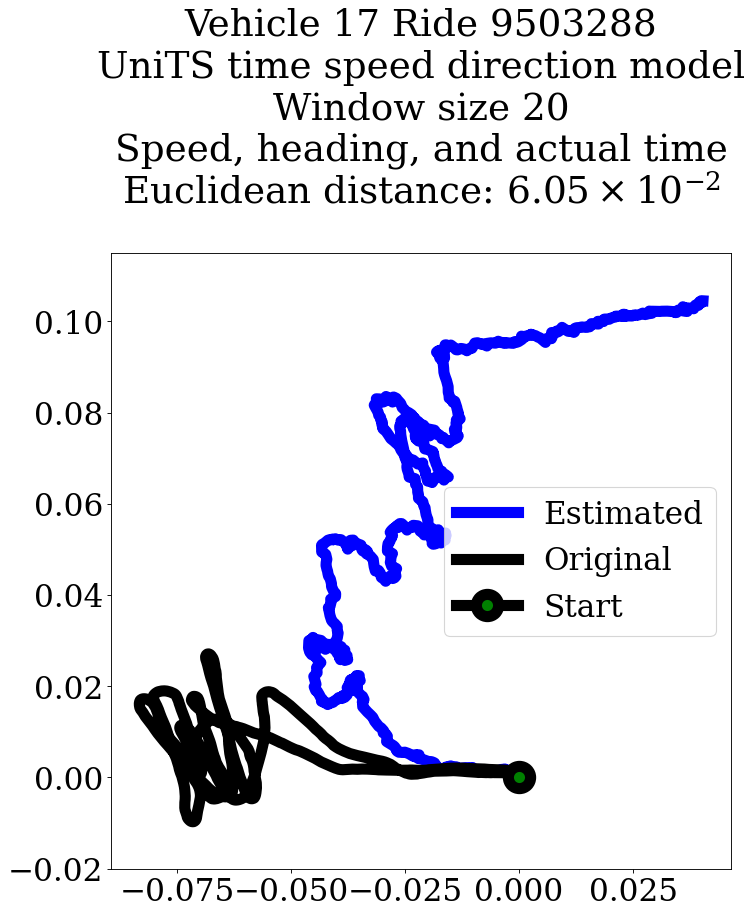 Vehicle 17 Ride 9503288
UniTS time speed direction model
Window size 20
Speed, heading, and actual time
Euclidean distance: 6.05 × 10⁻²
0.10
0.08
0.06
0.04
0.02
0.00
−0.02
Estimated
Original
Start
−0.075 −0.050 −0.025 0.000 0.025